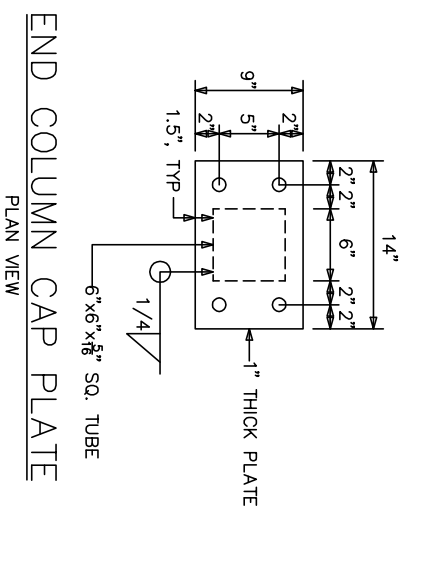 14"
2" 2" 6" 2" 2"
9"
2" 5" 2"
1" THICK PLATE
1.5", TYP
1/4
6"x6"x5/16" SQ. TUBE
END COLUMN CAP PLATE
PLAN VIEW